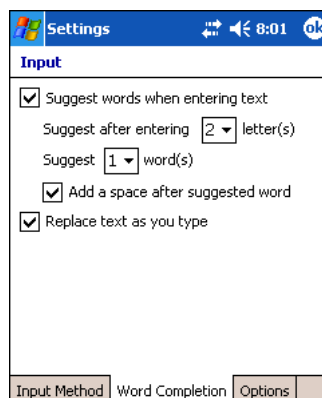 Settings 8:01 ok
Input
Suggest words when entering text
Suggest after entering 2 letter(s)
Suggest 1 word(s)
Add a space after suggested word
Replace text as you type
Input Method Word Completion Options